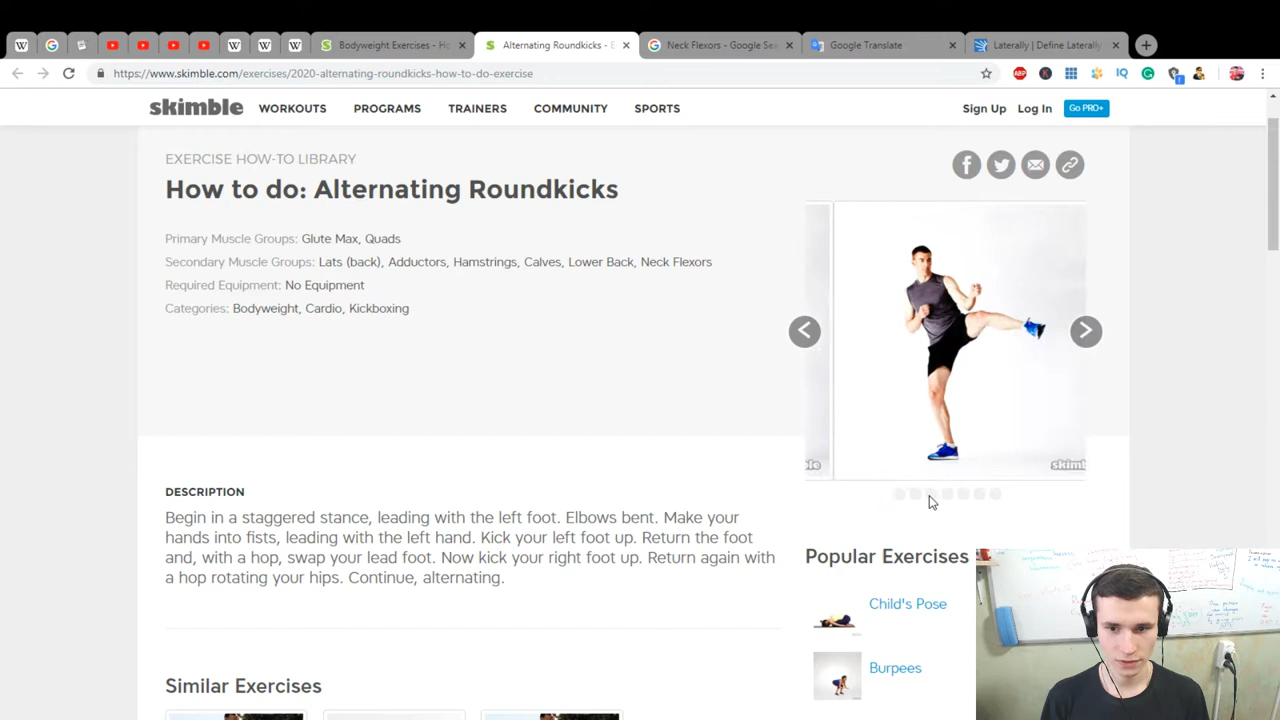 Bodyweight Exercises - Ho
Alternating Roundkicks - E
Neck Flexors - Google Sea
Google Translate
Laterally | Define Laterally
https://www.skimble.com/exercises/2020-alternating-roundkicks-how-to-do-exercise
skimble WORKOUTS PROGRAMS TRAINERS COMMUNITY SPORTS Sign Up Log In Go PRO+
EXERCISE HOW-TO LIBRARY
How to do: Alternating Roundkicks
Primary Muscle Groups: Glute Max, Quads
Secondary Muscle Groups: Lats (back), Adductors, Hamstrings, Calves, Lower Back, Neck Flexors
Required Equipment: No Equipment
Categories: Bodyweight, Cardio, Kickboxing
DESCRIPTION
Begin in a staggered stance, leading with the left foot. Elbows bent. Make your
hands into fists, leading with the left hand. Kick your left foot up. Return the foot
and, with a hop, swap your lead foot. Now kick your right foot up. Return again with
a hop rotating your hips. Continue, alternating.
Similar Exercises
Popular Exercises
Child's Pose
Burpees